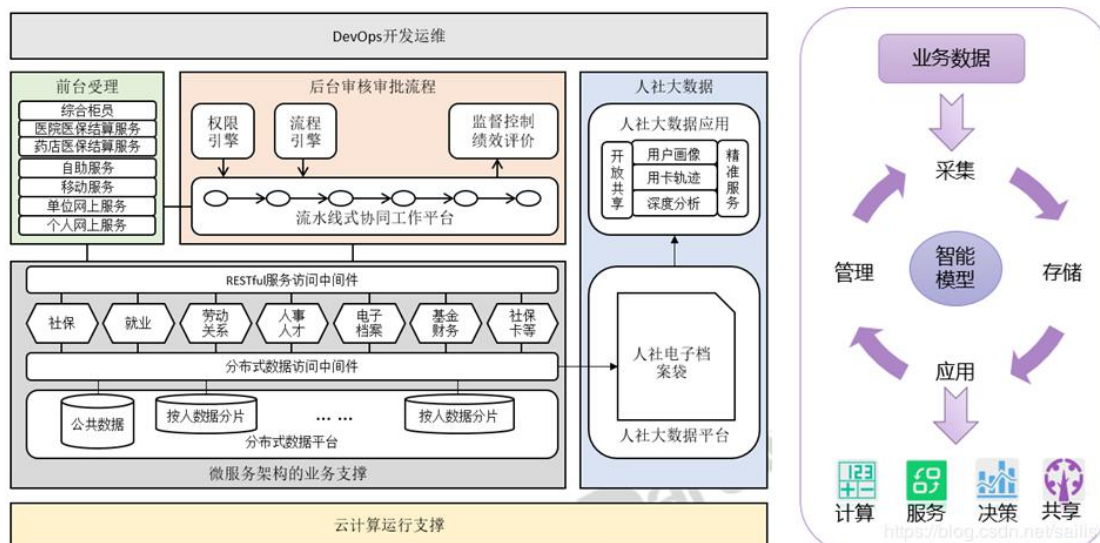 DevOps开发运维
前台受理
综合柜员
医院医保结算服务
药店医保结算服务
自助服务
移动服务
单位网上服务
个人网上服务
后台审核审批流程
权限
引擎
流程
引擎
监督控制
绩效评价
流水线式协同工作平台
人社大数据
人社大数据应用
开放共享
用户画像
用卡轨迹
深度分析
精准服务
人社电子档
案袋
人社大数据平台
RESTful服务访问中间件
社保
就业
劳动
关系
人事
人才
电子
档案
基金
财务
社保
卡等
分布式数据访问中间件
公共数据
按人数据分片
… …
按人数据分片
分布式数据平台
微服务架构的业务支撑
云计算运行支撑
业务数据
采集
管理
智能
模型
存储
应用
123
计算
服务
决策
共享